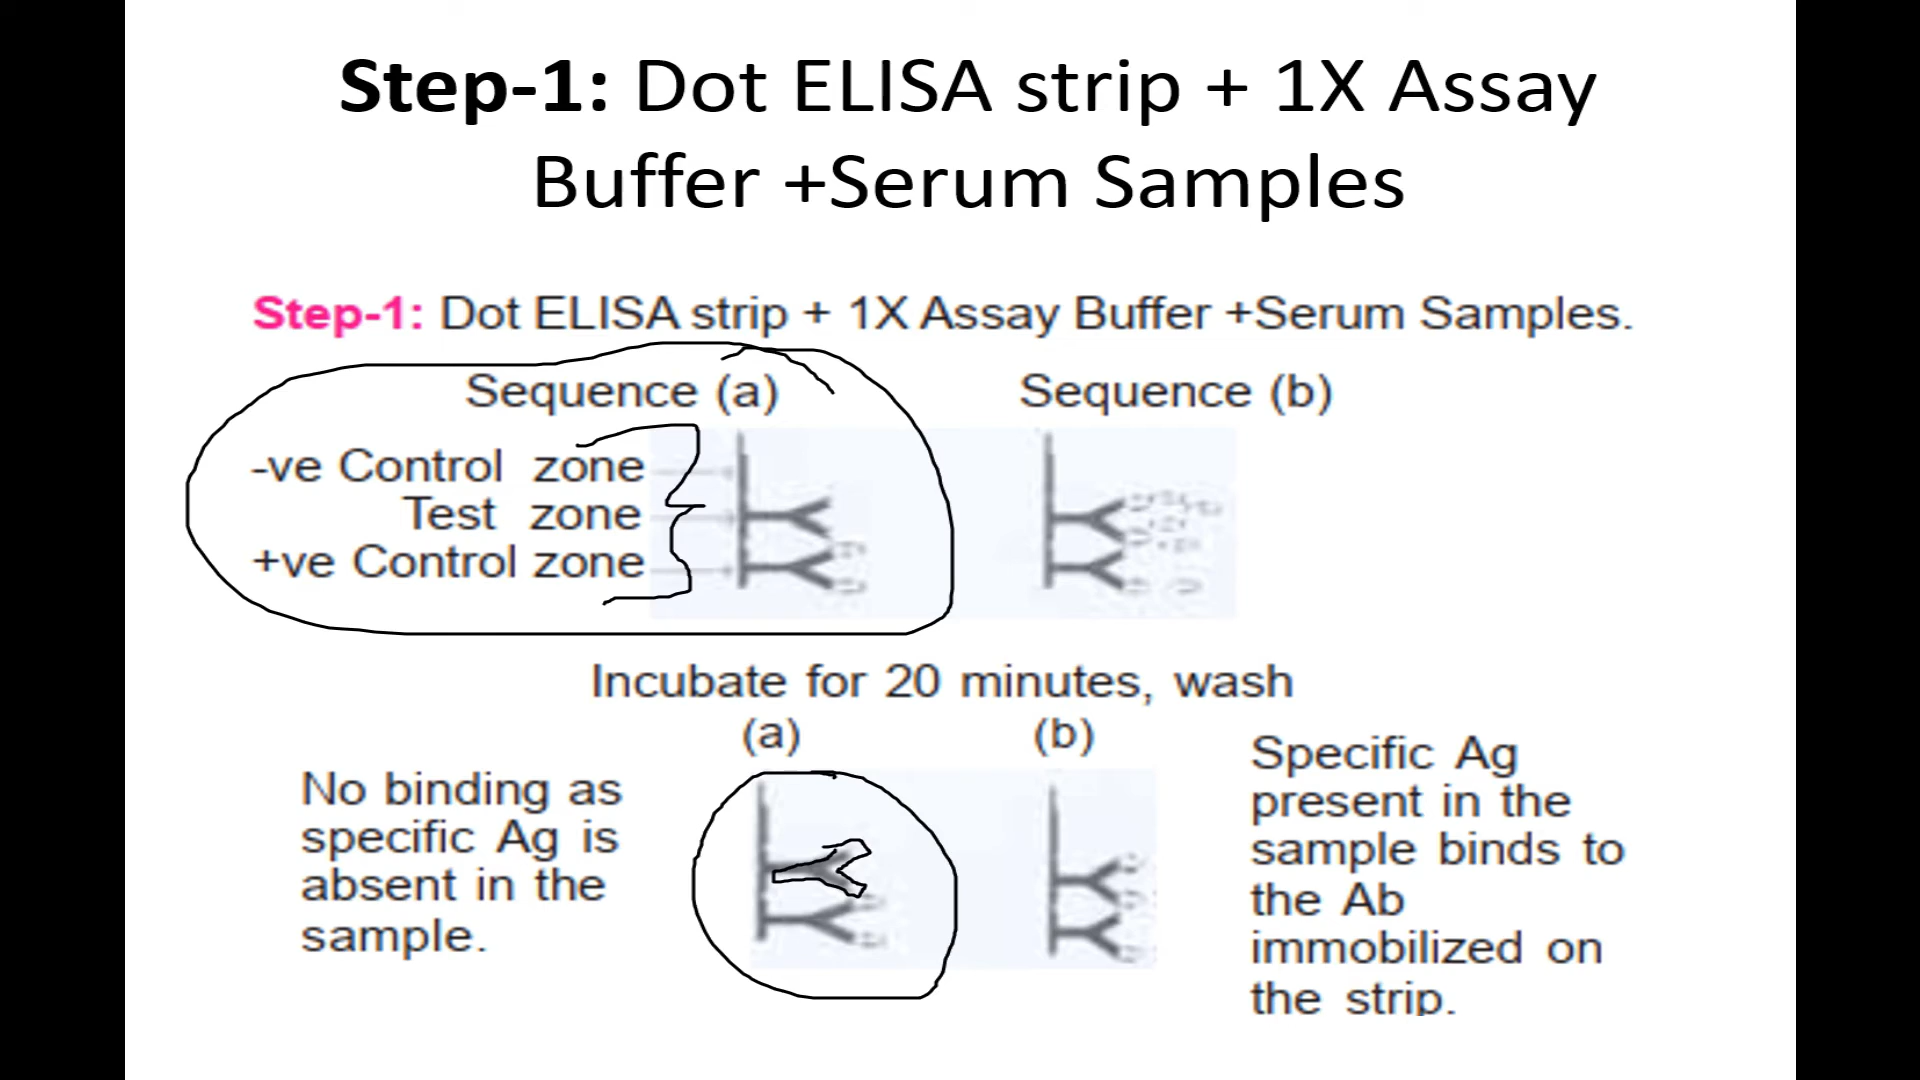 Step-1: Dot ELISA strip + 1X Assay
Buffer +Serum Samples
Step-1: Dot ELISA strip + 1X Assay Buffer +Serum Samples.
Sequence (a)
Sequence (b)
-ve Control zone
Test zone
+ve Control zone
Incubate for 20 minutes, wash
(a)
(b)
No binding as
specific Ag is
absent in the
sample.
Specific Ag
present in the
sample binds to
the Ab
immobilized on
the strip.